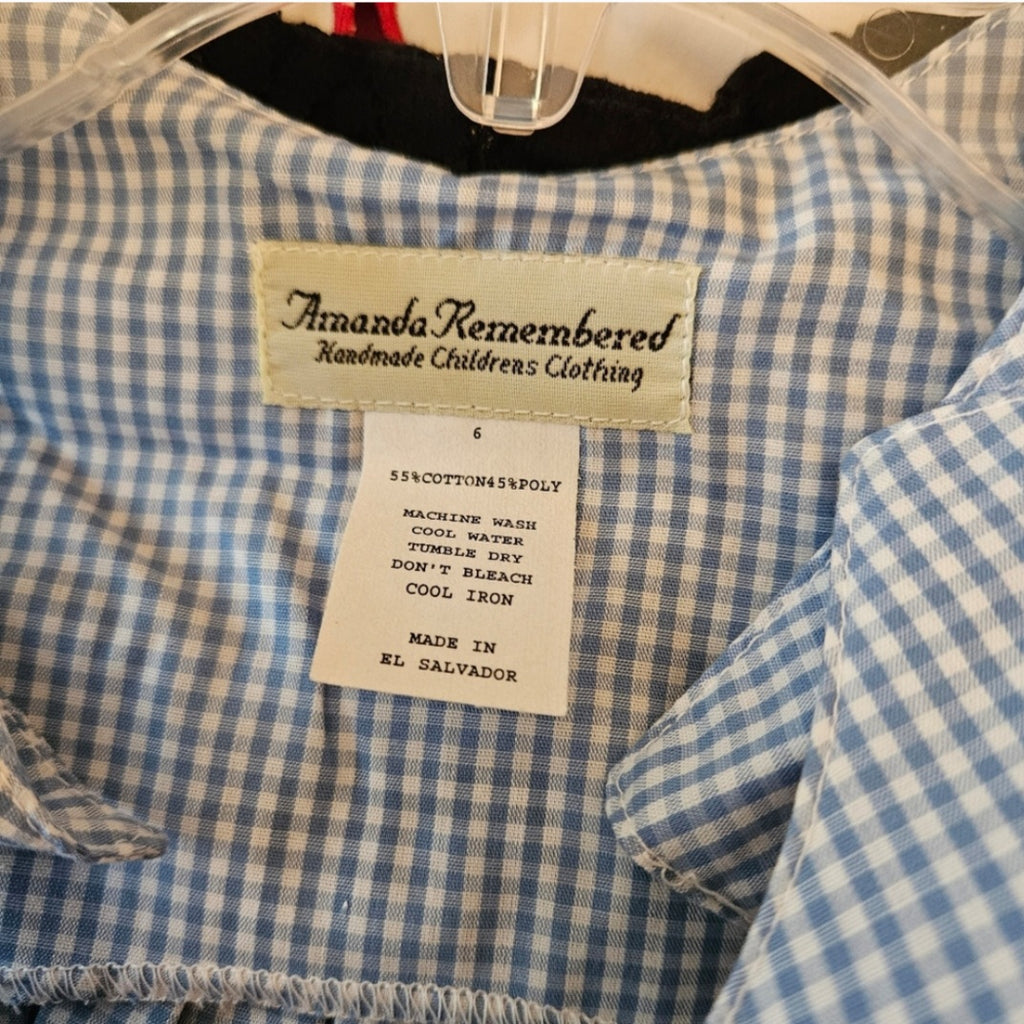 Amanda Remembered
Handmade Childrens Clothing
6
55%COTTON45%POLY
MACHINE WASH
COOL WATER
TUMBLE DRY
DON'T BLEACH
COOL IRON
MADE IN
EL SALVADOR